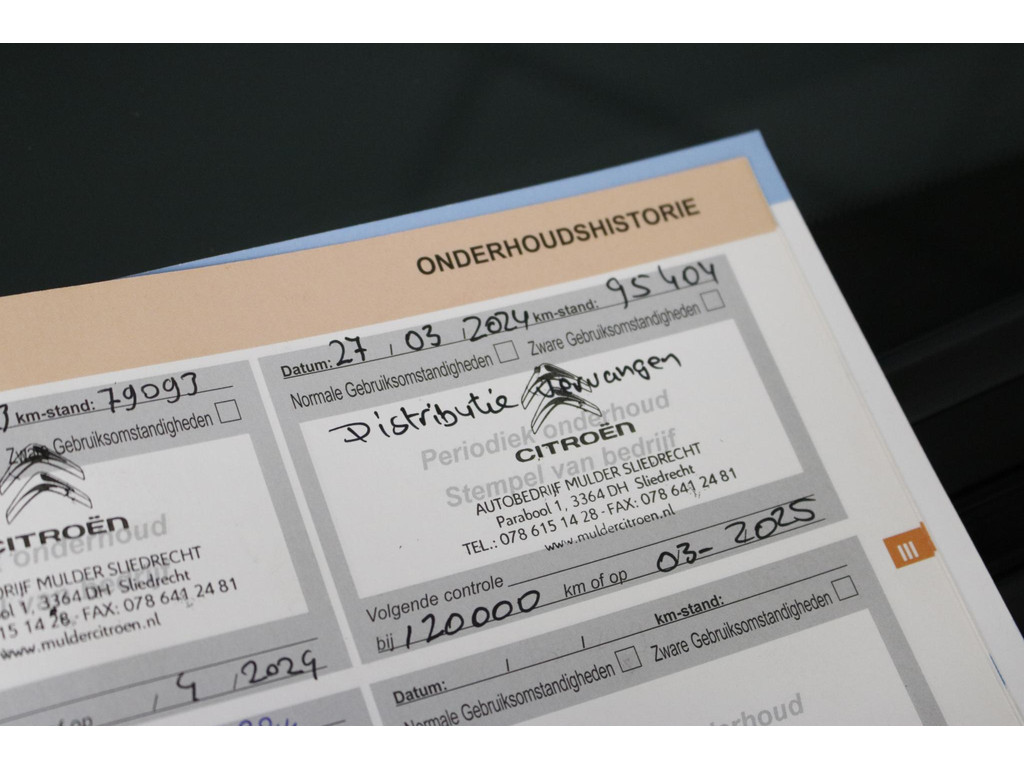 ONDERHOUDSHISTORIE
km-stand: 79093
Zware Gebruiksomstandigheden
CITROËN
MULDER SLIEDRECHT
1, 3364 DH Sliedrecht
15 14 28 - FAX: 078 641 24 81
www.muldercitroen.nl
of op / 4 / 2024
Datum: 27 / 03 / 2024 km-stand: 95404
Normale Gebruiksomstandigheden Zware Gebruiksomstandigheden
Distributie vervangen
Periodiek onderhoud
CITROËN
Stempel van bedrijf
AUTOBEDRIJF MULDER SLIEDRECHT
Parabool 1, 3364 DH Sliedrecht
TEL.: 078 615 14 28 - FAX: 078 641 24 81
www.muldercitroen.nl
Volgende controle
bij 120000 km of op 03-2025
III
Datum: / / km-stand:
Normale Gebruiksomstandigheden Zware Gebruiksomstandigheden